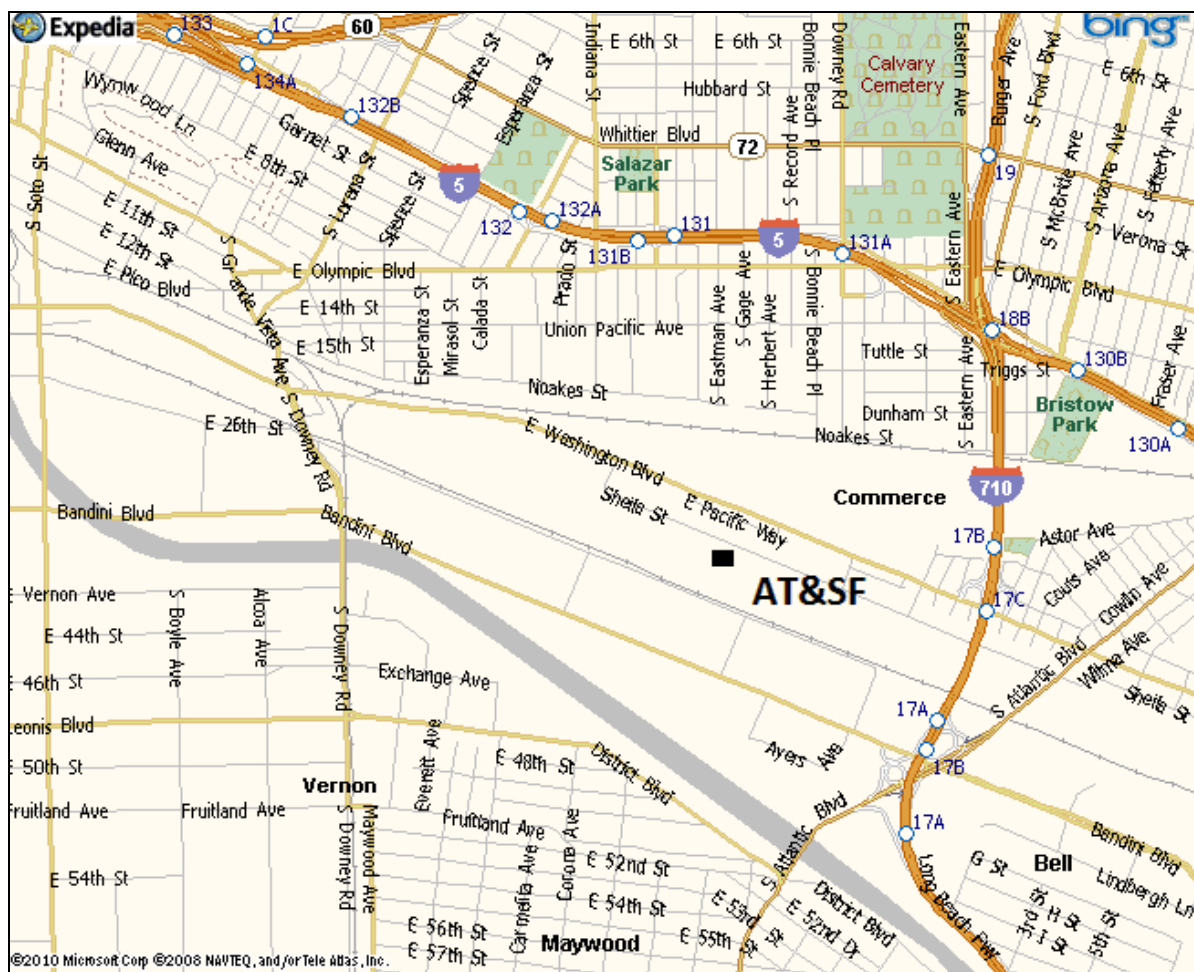 Expedia
bing
133
1C
60
134A
132B
Wynwood Ln
Glenn Ave
Garnet St
E 8th St
S Lorena St
Spence St
Spence St
Esperanza St
Indiana St
E 6th St
E 6th St
Hubbard St
Whittier Blvd
72
Salazar
Park
S Record Ave
Bonnie Beach Pl
Downey Rd
Calvary
Cemetery
Eastern Ave
Burger Ave
S Ford Blvd
E 6th St
19
S McBride Ave
S Arizona Ave
S Fetterly Ave
Verona St
S Soto St
E 11th St
E 12th St
E Pico Blvd
S Grande Vista Ave
5
132
132A
Prado St
131B
131
5
131A
S Eastern Ave
E Olympic Blvd
E Olympic Blvd
E 14th St
E 15th St
Esperanza St
Mirasol St
Calada St
Union Pacific Ave
S Eastman Ave
S Gage Ave
S Herbert Ave
S Bonnie Beach Pl
18B
Tuttle St
Triggs St
130B
Fraser Ave
Noakes St
Dunham St
Noakes St
S Eastern Ave
Bristow
Park
130A
E 26th St
S Downey Rd
E Washington Blvd
Sheila St
E Pacific Way
Commerce
710
Bandini Blvd
Bandini Blvd
17B
Astor Ave
Couts Ave
Cowlin Ave
AT&SF
17C
E Vernon Ave
S Boyle Ave
Alcoa Ave
S Downey Rd
E 44th St
E 46th St
Exchange Ave
S Atlantic Blvd
Wilma Ave
Sheila St
Leonis Blvd
17A
17B
E 50th St
Everett Ave
E 48th St
District Blvd
Ayers Ave
Vernon
Fruitland Ave
Fruitland Ave
S Downey Rd
Maywood Ave
Fruitland Ave
Corona Ave
Carmelita Ave
E 52nd St
S Atlantic Blvd
17A
Bandini Blvd
Bell
G St
Lindbergh Ln
E 54th St
E 54th St
E 53rd St
E 52nd Dr
District Blvd
Long Beach Fwy
3rd St
H St
I St
5th St
E 56th St
E 57th St
Maywood
E 55th St
©2010 Microsoft Corp ©2008 NAVTEQ, and/or Tele Atlas, Inc.